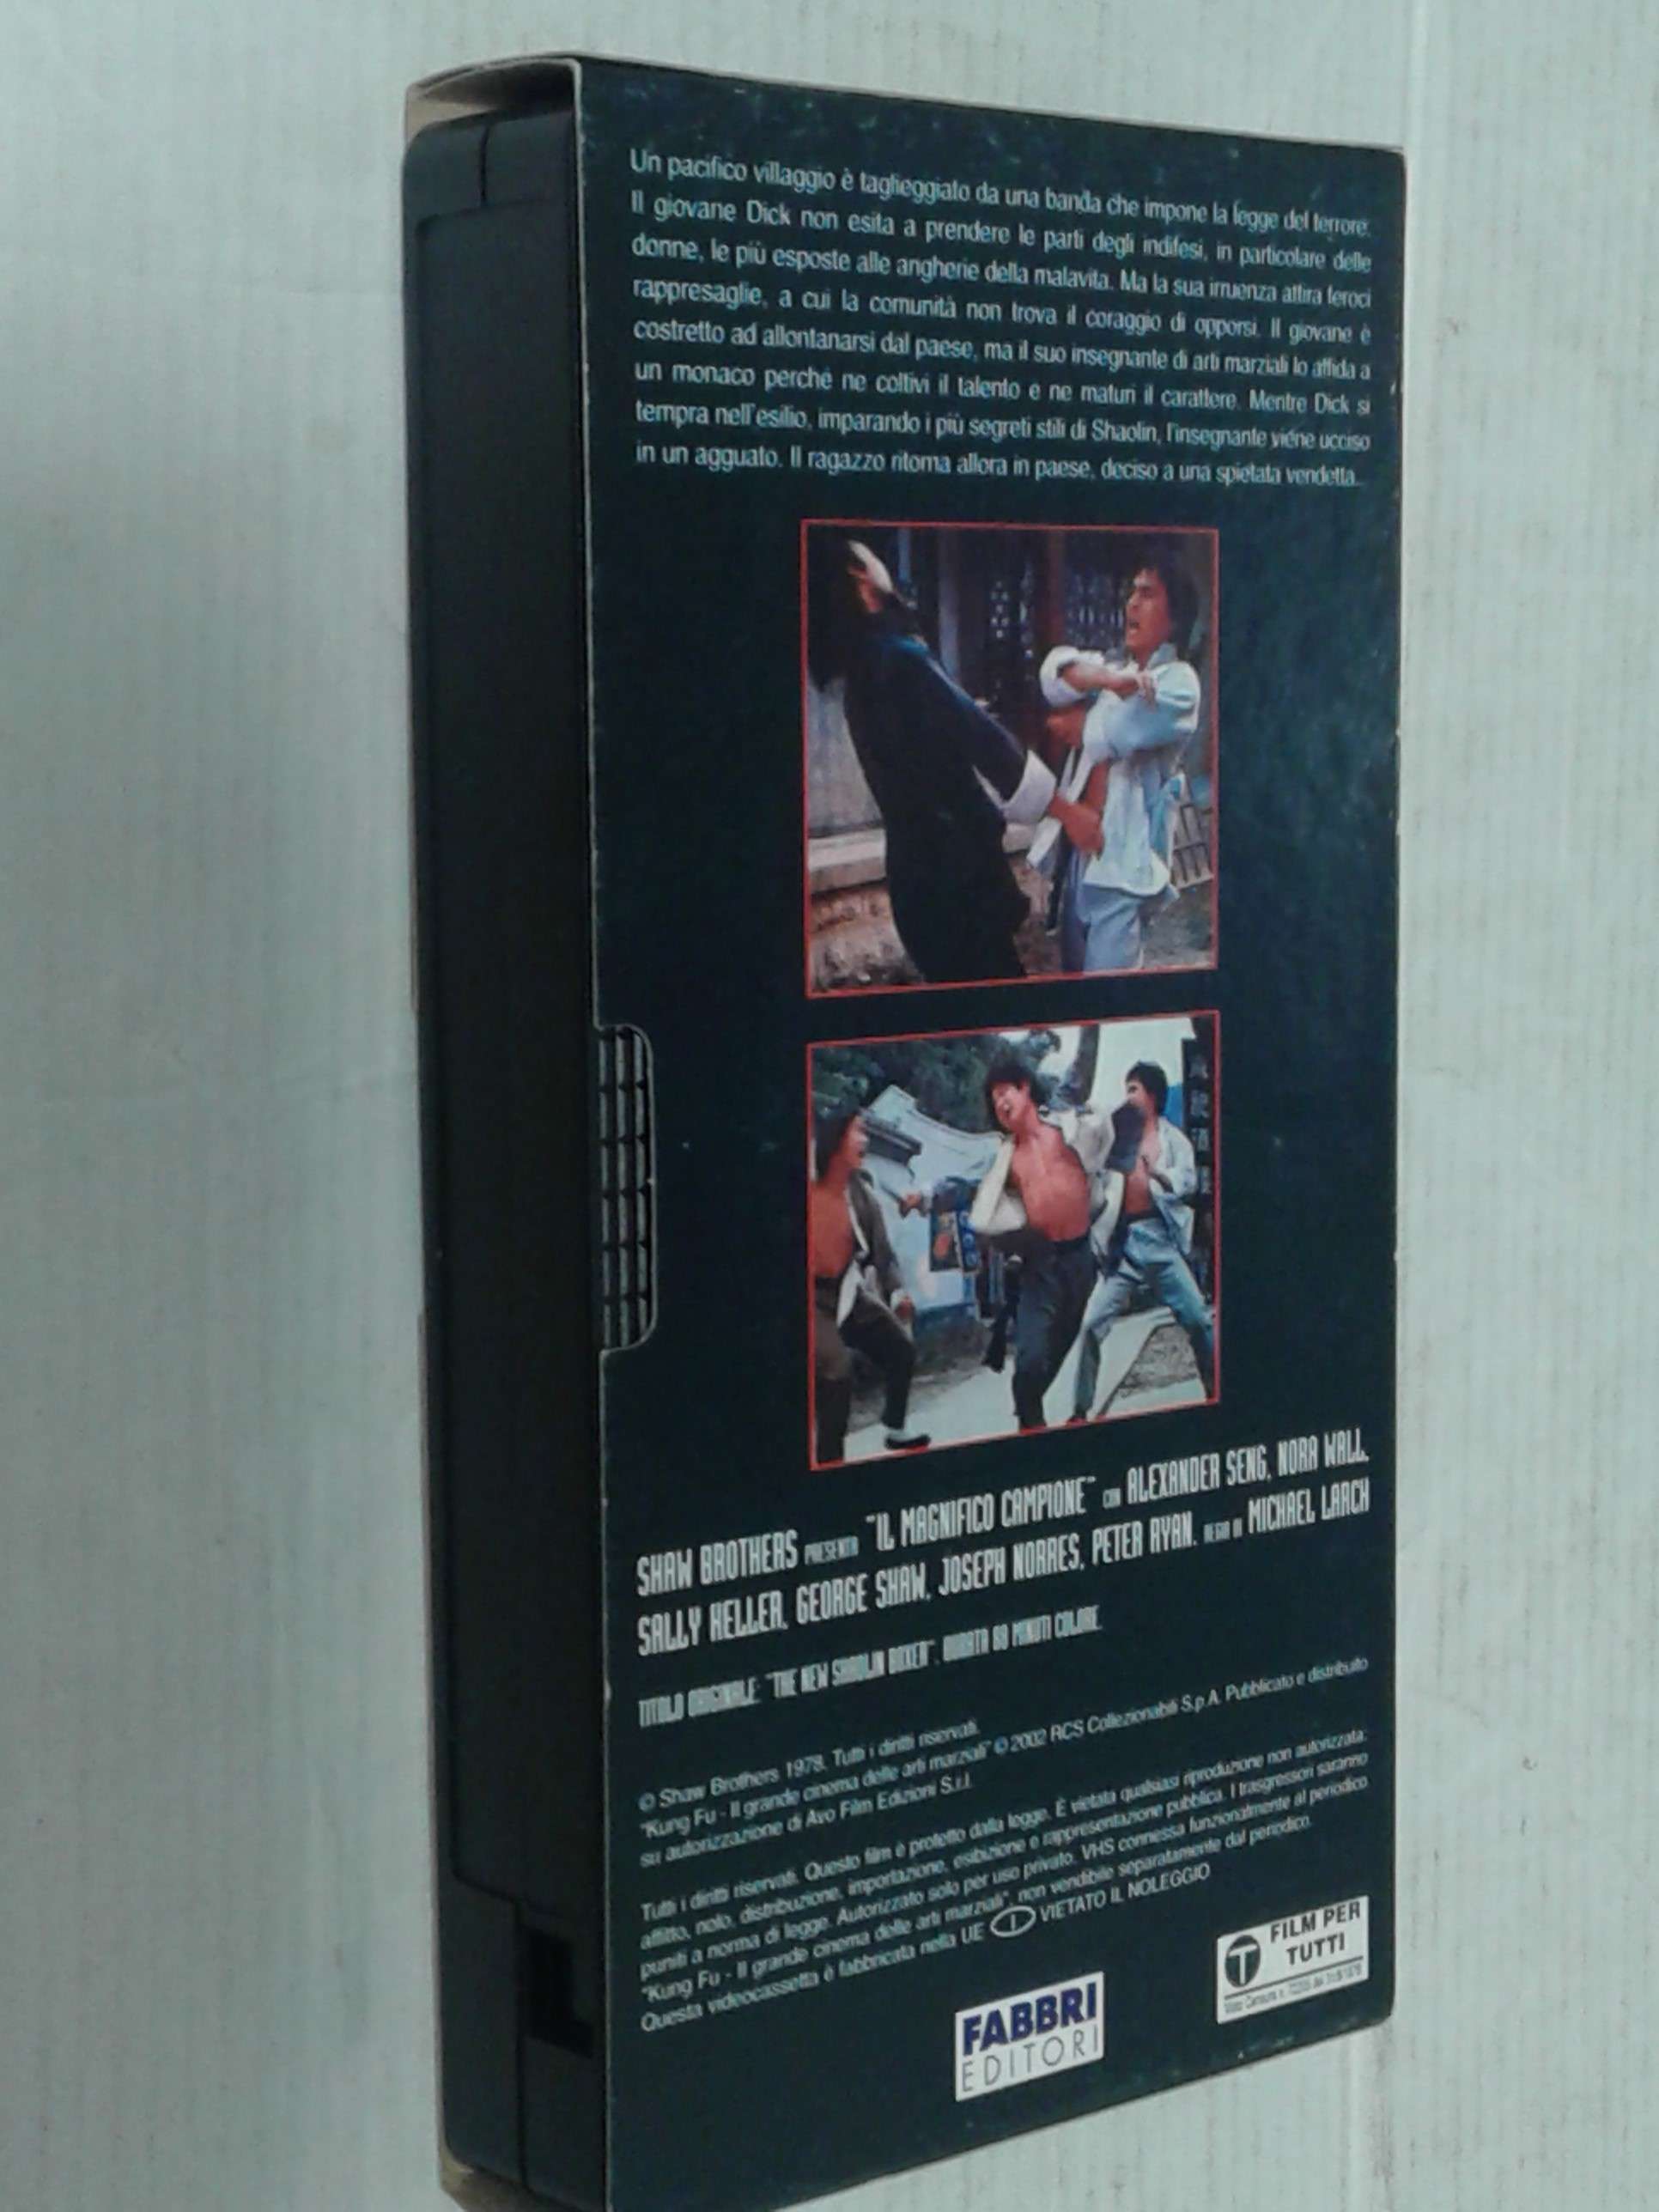 Un pacifico villaggio è taglieggiato da una banda che impone la legge del terrore.
Il giovane Dick non esita a prendere le parti degli indifesi, in particolare delle
donne, le più esposte alle angherie della malavita. Ma la sua irruenza attira feroci
rappresaglie, a cui la comunità non trova il coraggio di opporsi. Il giovane è
costretto ad allontanarsi dal paese, ma il suo insegnante di arti marziali lo affida a
un monaco perché ne coltivi il talento e ne maturi il carattere. Mentre Dick si
tempra nell'esilio, imparando i più segreti stili di Shaolin, l'insegnante viene ucciso
in un agguato. Il ragazzo ritorna allora in paese, deciso a una spietata vendetta...
SHAW BROTHERS PRESENTA "IL MAGNIFICO CAMPIONE" CON ALEXANDER SENG, NORA WALL,
SALLY KELLER, GEORGE SHAW, JOSEPH NORRES, PETER RYAN. REGIA DI MICHAEL LARCH
TITOLO ORIGINALE: "THE NEW SHAOLIN BOXER". DURATA MINUTI COLORE.
© Shaw Brothers 1978. Tutti i diritti riservati.
"Kung Fu - Il grande cinema delle arti marziali" © 2002 RCS Collezionabili S.p.A. Pubblicato e distribuito
su autorizzazione di Avo Film Edizioni S.r.l.
Tutti i diritti riservati. Questo film è protetto dalla legge. È vietata qualsiasi riproduzione non autorizzata:
affitto, nolo, distribuzione, importazione, esibizione e rappresentazione pubblica. I trasgressori saranno
puniti a norma di legge. Autorizzato solo per uso privato. VHS connessa funzionalmente al periodico
"Kung Fu - Il grande cinema delle arti marziali", non vendibile separatamente dal periodico.
Questa videocassetta è fabbricata nella UE I VIETATO IL NOLEGGIO
FABBRI
EDITORI
T FILM PER
TUTTI
Visto Censura n.